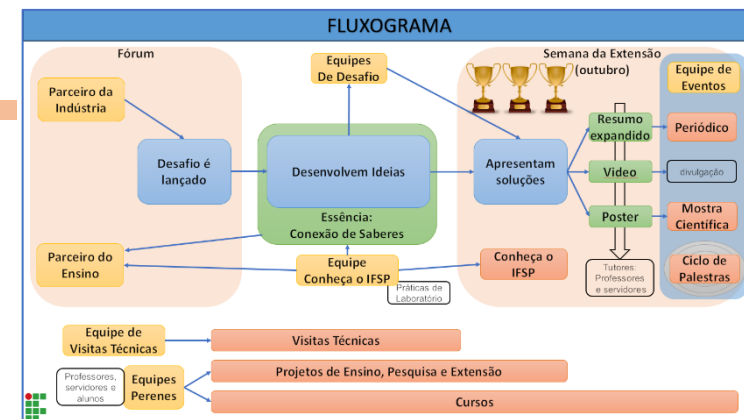 FLUXOGRAMA
Fórum
Equipes
De Desafio
Semana da Extensão
(outubro)
Equipe de
Eventos
Parceiro da
Indústria
Desafio é
lançado
Desenvolvem Ideias
Apresentam
soluções
Resumo
expandido
Periódico
Video
divulgação
Essência:
Conexão de Saberes
Poster
Mostra
Científica
Parceiro do
Ensino
Equipe
Conheça o IFSP
Práticas de
Laboratório
Conheça o
IFSP
Tutores:
Professores
e servidores
Ciclo de
Palestras
Equipe de
Visitas Técnicas
Visitas Técnicas
Professores,
servidores e
alunos
Equipes
Perenes
Projetos de Ensino, Pesquisa e Extensão
Cursos